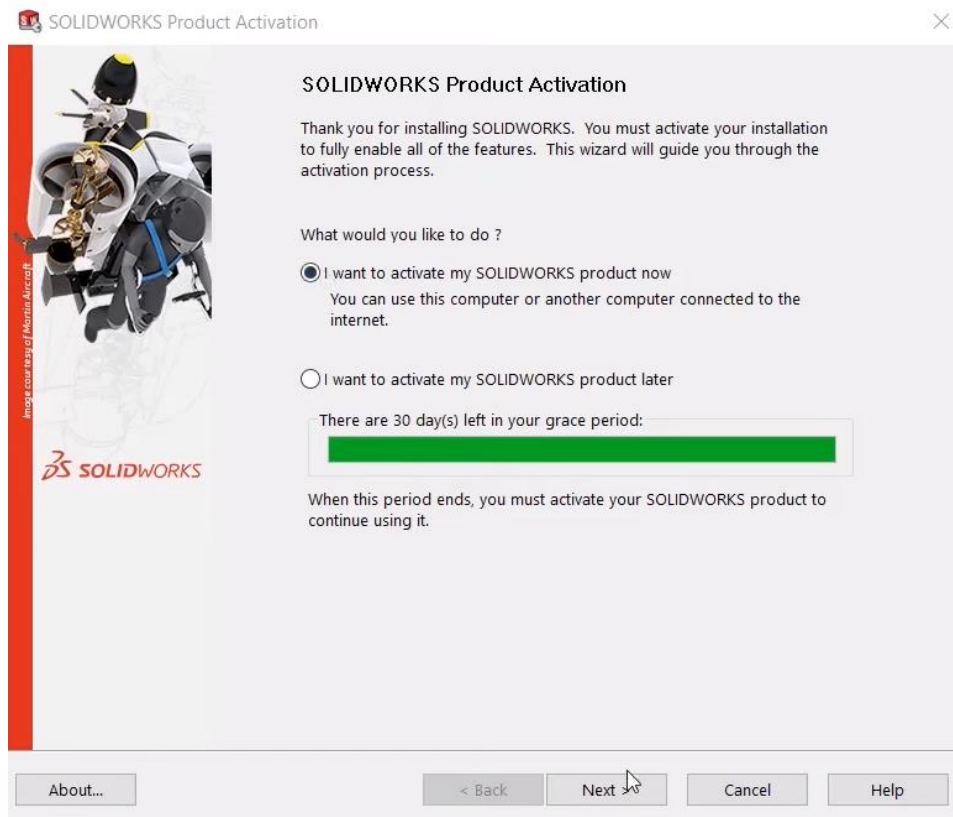 SOLIDWORKS Product Activation
SOLIDWORKS Product Activation
Thank you for installing SOLIDWORKS. You must activate your installation
to fully enable all of the features. This wizard will guide you through the
activation process.
What would you like to do ?
I want to activate my SOLIDWORKS product now
You can use this computer or another computer connected to the
internet.
I want to activate my SOLIDWORKS product later
There are 30 day(s) left in your grace period:
When this period ends, you must activate your SOLIDWORKS product to
continue using it.
Image courtesy of Martin Aircraft
3S SOLIDWORKS
About...
< Back
Next >
Cancel
Help